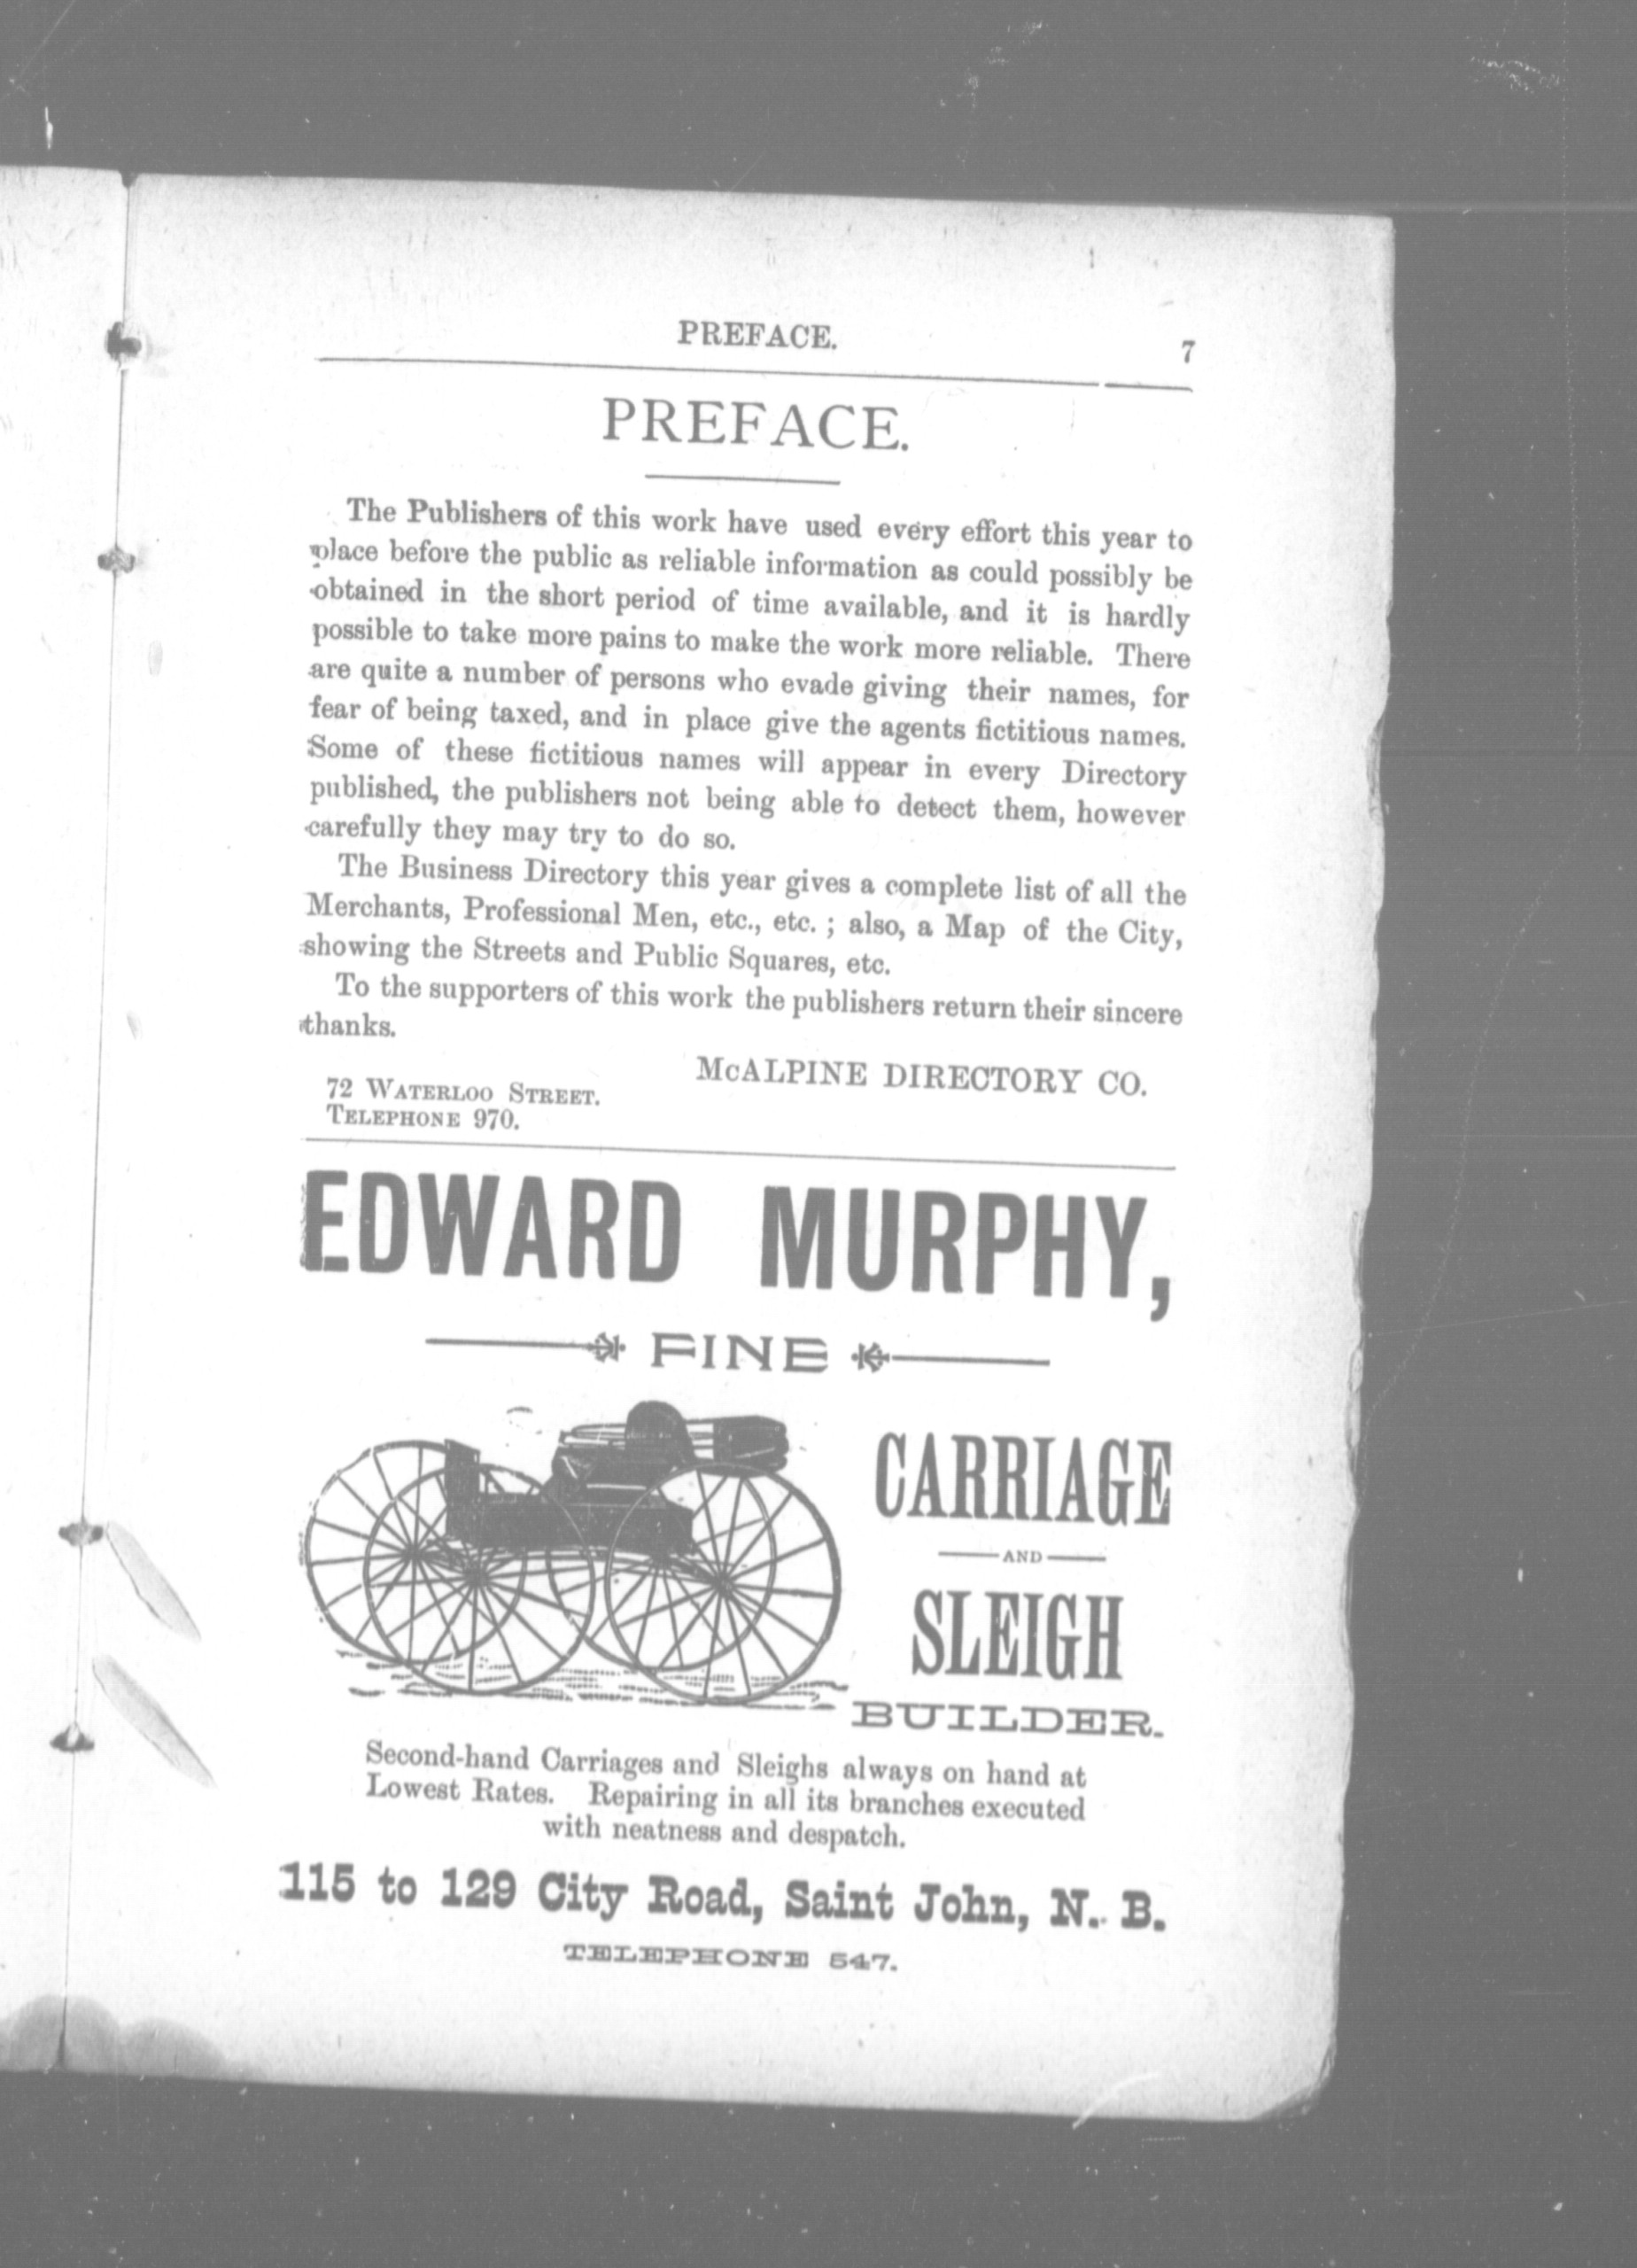 PREFACE. 7
PREFACE.
The Publishers of this work have used every effort this year to
place before the public as reliable information as could possibly be
obtained in the short period of time available, and it is hardly
possible to take more pains to make the work more reliable. There
are quite a number of persons who evade giving their names, for
fear of being taxed, and in place give the agents fictitious names.
Some of these fictitious names will appear in every Directory
published, the publishers not being able to detect them, however
carefully they may try to do so.
The Business Directory this year gives a complete list of all the
Merchants, Professional Men, etc., etc. ; also, a Map of the City,
showing the Streets and Public Squares, etc.
To the supporters of this work the publishers return their sincere
thanks.
McALPINE DIRECTORY CO.
72 WATERLOO STREET.
TELEPHONE 970.
EDWARD MURPHY,
FINE
CARRIAGE
AND
SLEIGH
BUILDER.
Second-hand Carriages and Sleighs always on hand at
Lowest Rates. Repairing in all its branches executed
with neatness and despatch.
115 to 129 City Road, Saint John, N. B.
TELEPHONE 547.